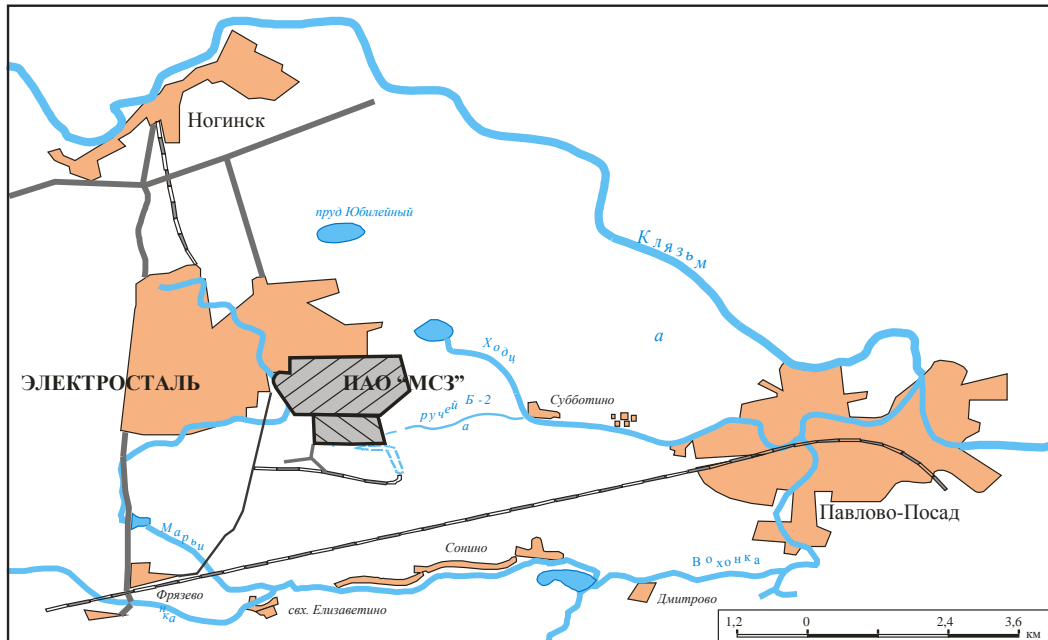 Ногинск
пруд Юбилейный
Клязьм
а
Ходц
ЭЛЕКТРОСТАЛЬ
ПАО "МСЗ"
ручей Б-2
а
Субботино
Павлово-Посад
Марьи
нка
Сонино
Вохонка
Фрязево
свх. Елизаветино
Дмитрово
1,2 0 2,4 3,6
км